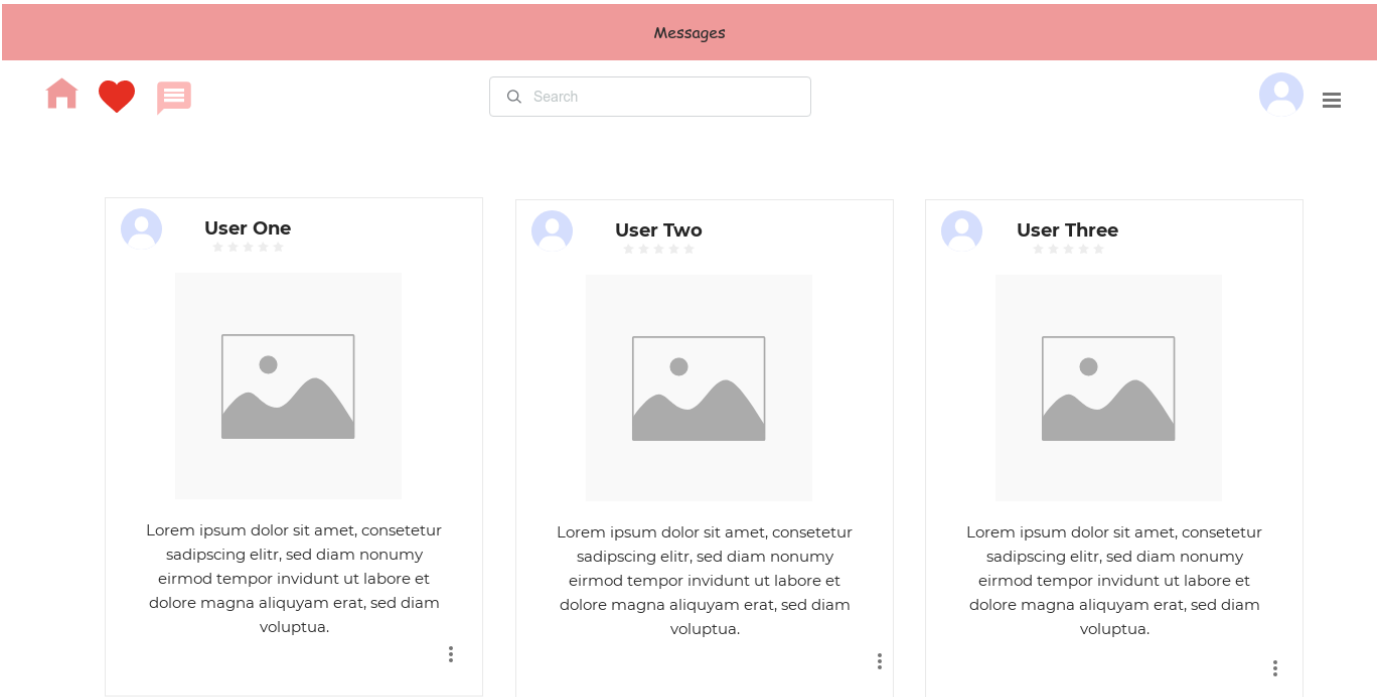 Messages
Search
User One
Lorem ipsum dolor sit amet, consetetur
sadipscing elitr, sed diam nonumy
eirmod tempor invidunt ut labore et
dolore magna aliquyam erat, sed diam
voluptua.
User Two
Lorem ipsum dolor sit amet, consetetur
sadipscing elitr, sed diam nonumy
eirmod tempor invidunt ut labore et
dolore magna aliquyam erat, sed diam
voluptua.
User Three
Lorem ipsum dolor sit amet, consetetur
sadipscing elitr, sed diam nonumy
eirmod tempor invidunt ut labore et
dolore magna aliquyam erat, sed diam
voluptua.